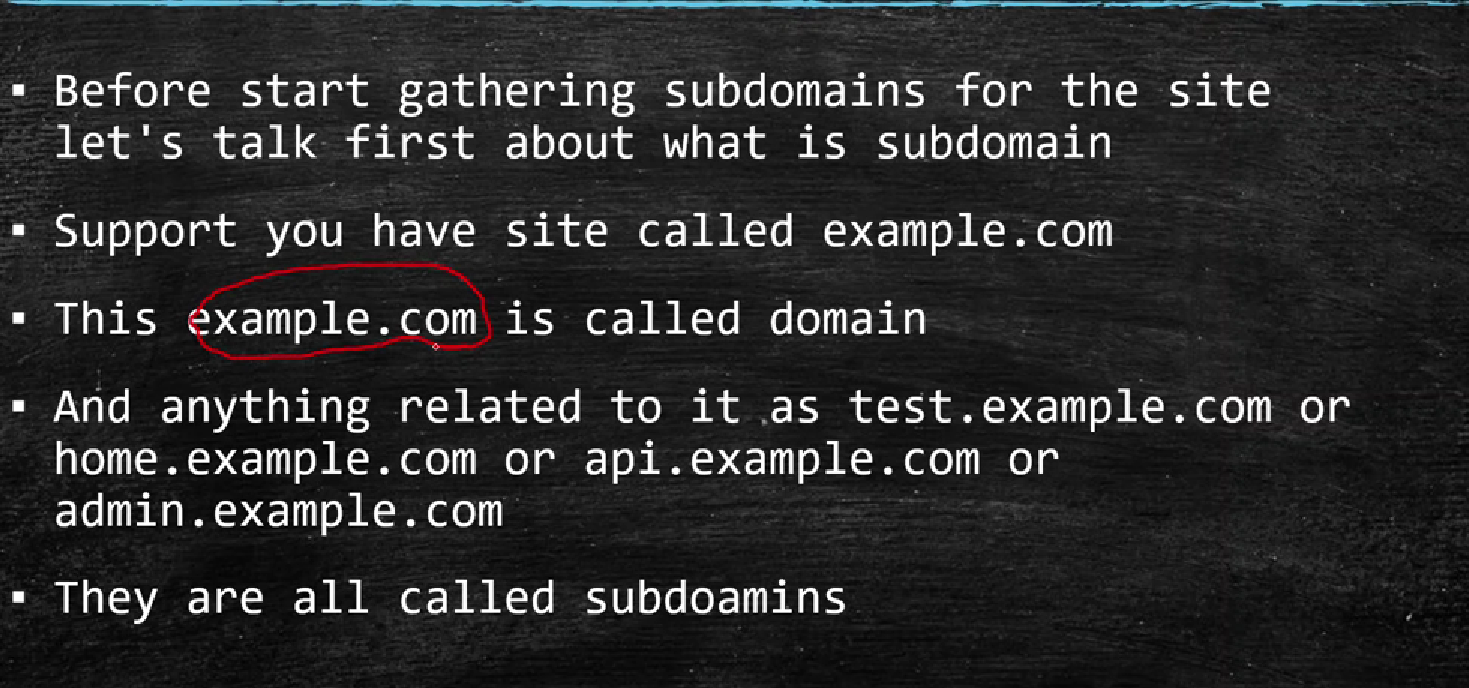 ▪ Before start gathering subdomains for the site
let's talk first about what is subdomain
▪ Support you have site called example.com
▪ This example.com is called domain
▪ And anything related to it as test.example.com or
home.example.com or api.example.com or
admin.example.com
▪ They are all called subdoamins